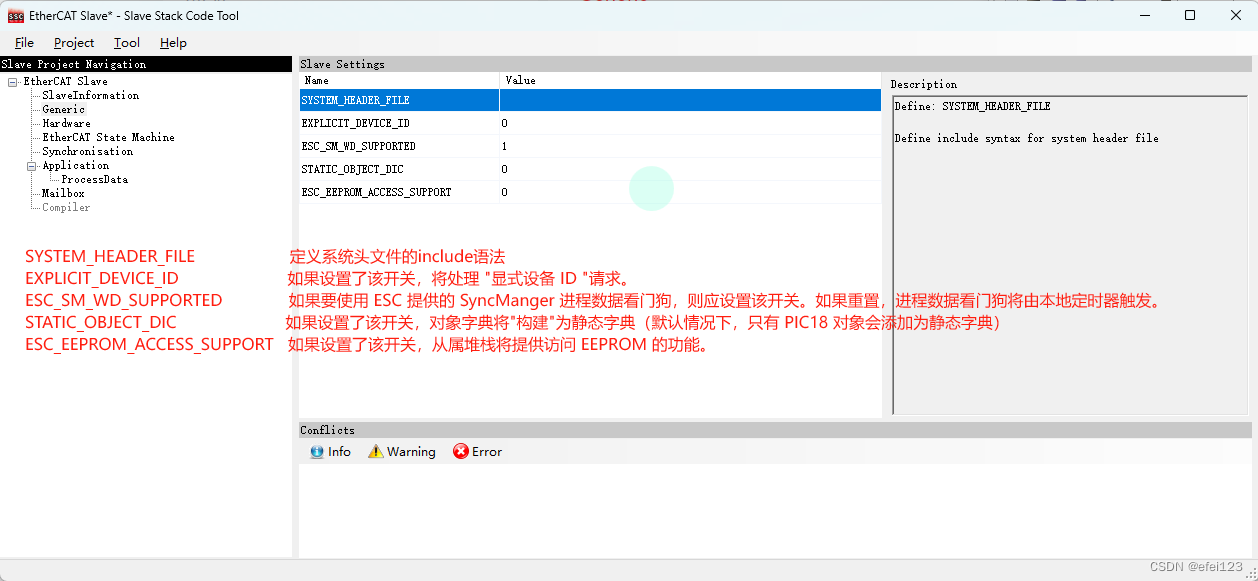 EtherCAT Slave* - Slave Stack Code Tool
File Project Tool Help
Slave Project Navigation
EtherCAT Slave
SlaveInformation
Generic
Hardware
EtherCAT State Machine
Synchronisation
Application
ProcessData
Mailbox
Compiler
Slave Settings
Name Value
SYSTEM_HEADER_FILE
EXPLICIT_DEVICE_ID 0
ESC_SM_WD_SUPPORTED 1
STATIC_OBJECT_DIC 0
ESC_EEPROM_ACCESS_SUPPORT 0
Description
Define: SYSTEM_HEADER_FILE
Define include syntax for system header file
SYSTEM_HEADER_FILE 定义系统头文件的include语法
EXPLICIT_DEVICE_ID 如果设置了该开关，将处理 "显式设备 ID "请求。
ESC_SM_WD_SUPPORTED 如果要使用 ESC 提供的 SyncManger 进程数据看门狗，则应设置该开关。如果重置，进程数据看门狗将由本地定时器触发。
STATIC_OBJECT_DIC 如果设置了该开关，对象字典将"构建"为静态字典（默认情况下，只有 PIC18 对象会添加为静态字典）
ESC_EEPROM_ACCESS_SUPPORT 如果设置了该开关，从属堆栈将提供访问 EEPROM 的功能。
Conflicts
Info Warning Error
CSDN @efei123